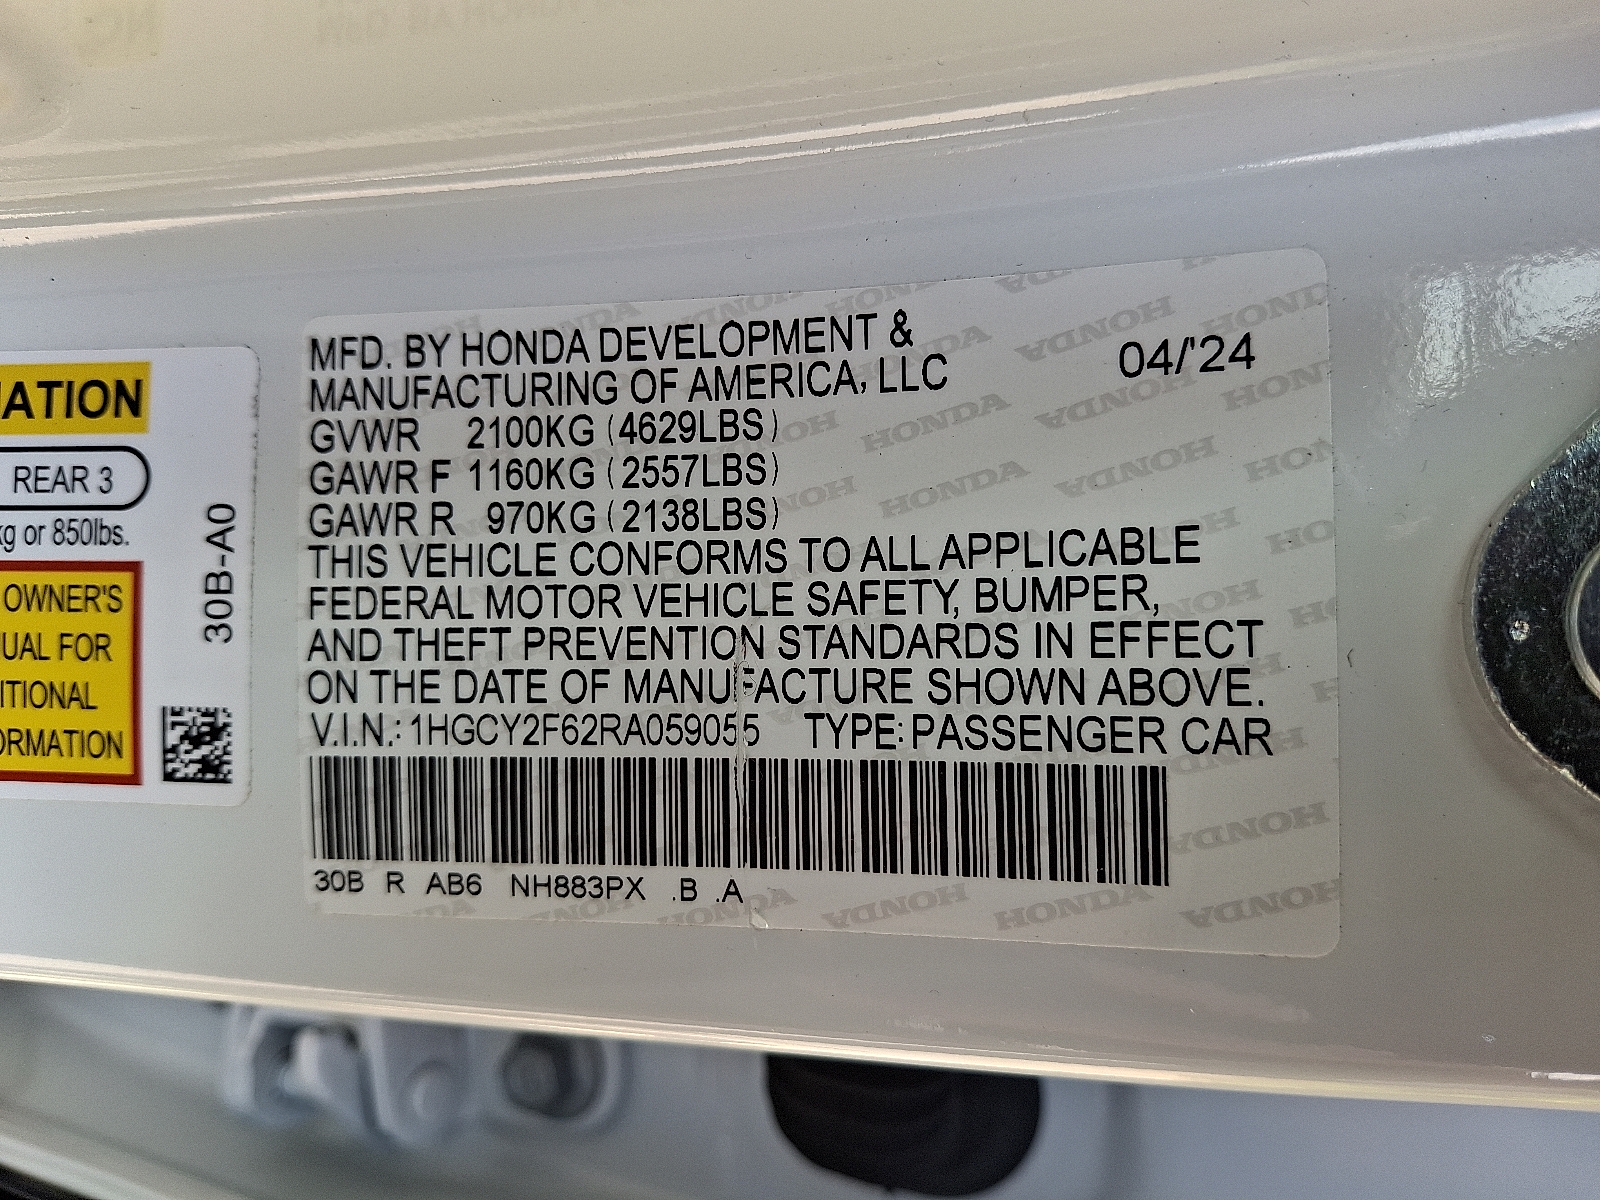 ATION
REAR 3
kg or 850lbs.
OWNER'S
UAL FOR
ITIONAL
ORMATION
30B-A0
MFD. BY HONDA DEVELOPMENT &
MANUFACTURING OF AMERICA, LLC
04/'24
GVWR 2100KG (4629LBS)
GAWR F 1160KG (2557LBS)
GAWR R 970KG (2138LBS)
THIS VEHICLE CONFORMS TO ALL APPLICABLE
FEDERAL MOTOR VEHICLE SAFETY, BUMPER,
AND THEFT PREVENTION STANDARDS IN EFFECT
ON THE DATE OF MANUFACTURE SHOWN ABOVE.
V.I.N.: 1HGCY2F62RA059055 TYPE: PASSENGER CAR
30B R AB6 NH883PX .B .A